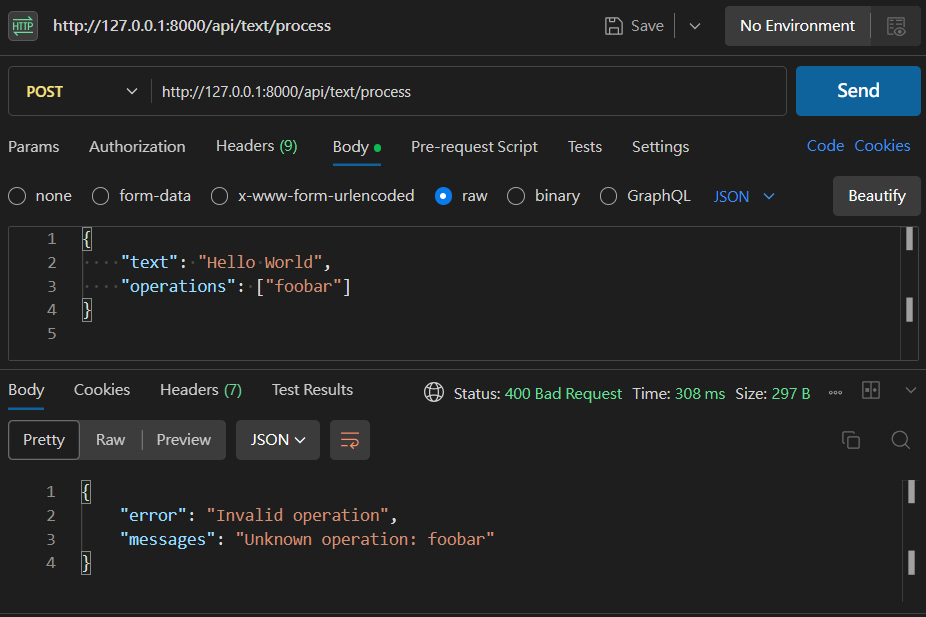 HTTP http://127.0.0.1:8000/api/text/process Save No Environment
POST http://127.0.0.1:8000/api/text/process Send
Params Authorization Headers (9) Body Pre-request Script Tests Settings Code Cookies
none form-data x-www-form-urlencoded raw binary GraphQL JSON Beautify
1 {
2 ····"text":·"Hello·World",
3 ····"operations":·["foobar"]
4 }
5
Body Cookies Headers (7) Test Results Status: 400 Bad Request Time: 308 ms Size: 297 B
Pretty Raw Preview JSON
1 {
2 "error": "Invalid operation",
3 "messages": "Unknown operation: foobar"
4 }